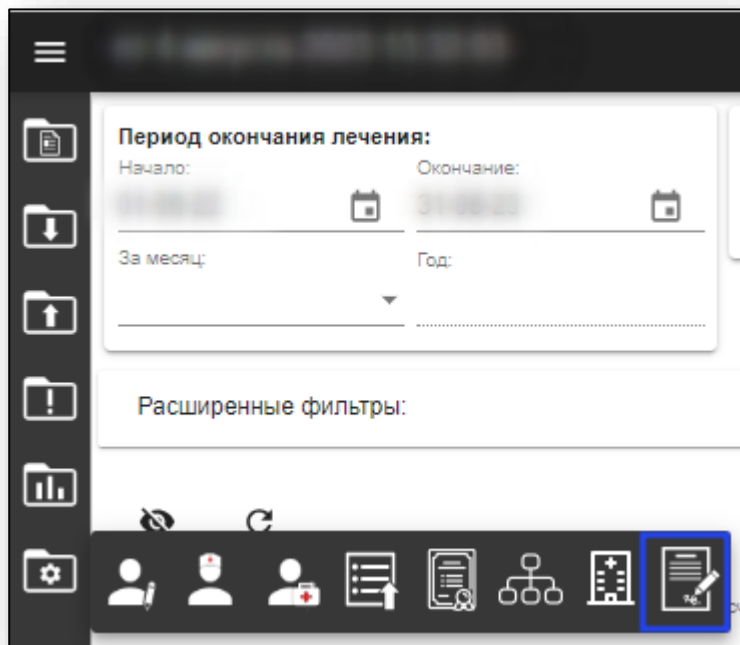 Период окончания лечения:
Начало: Окончание:
За месяц: Год:
Расширенные фильтры: